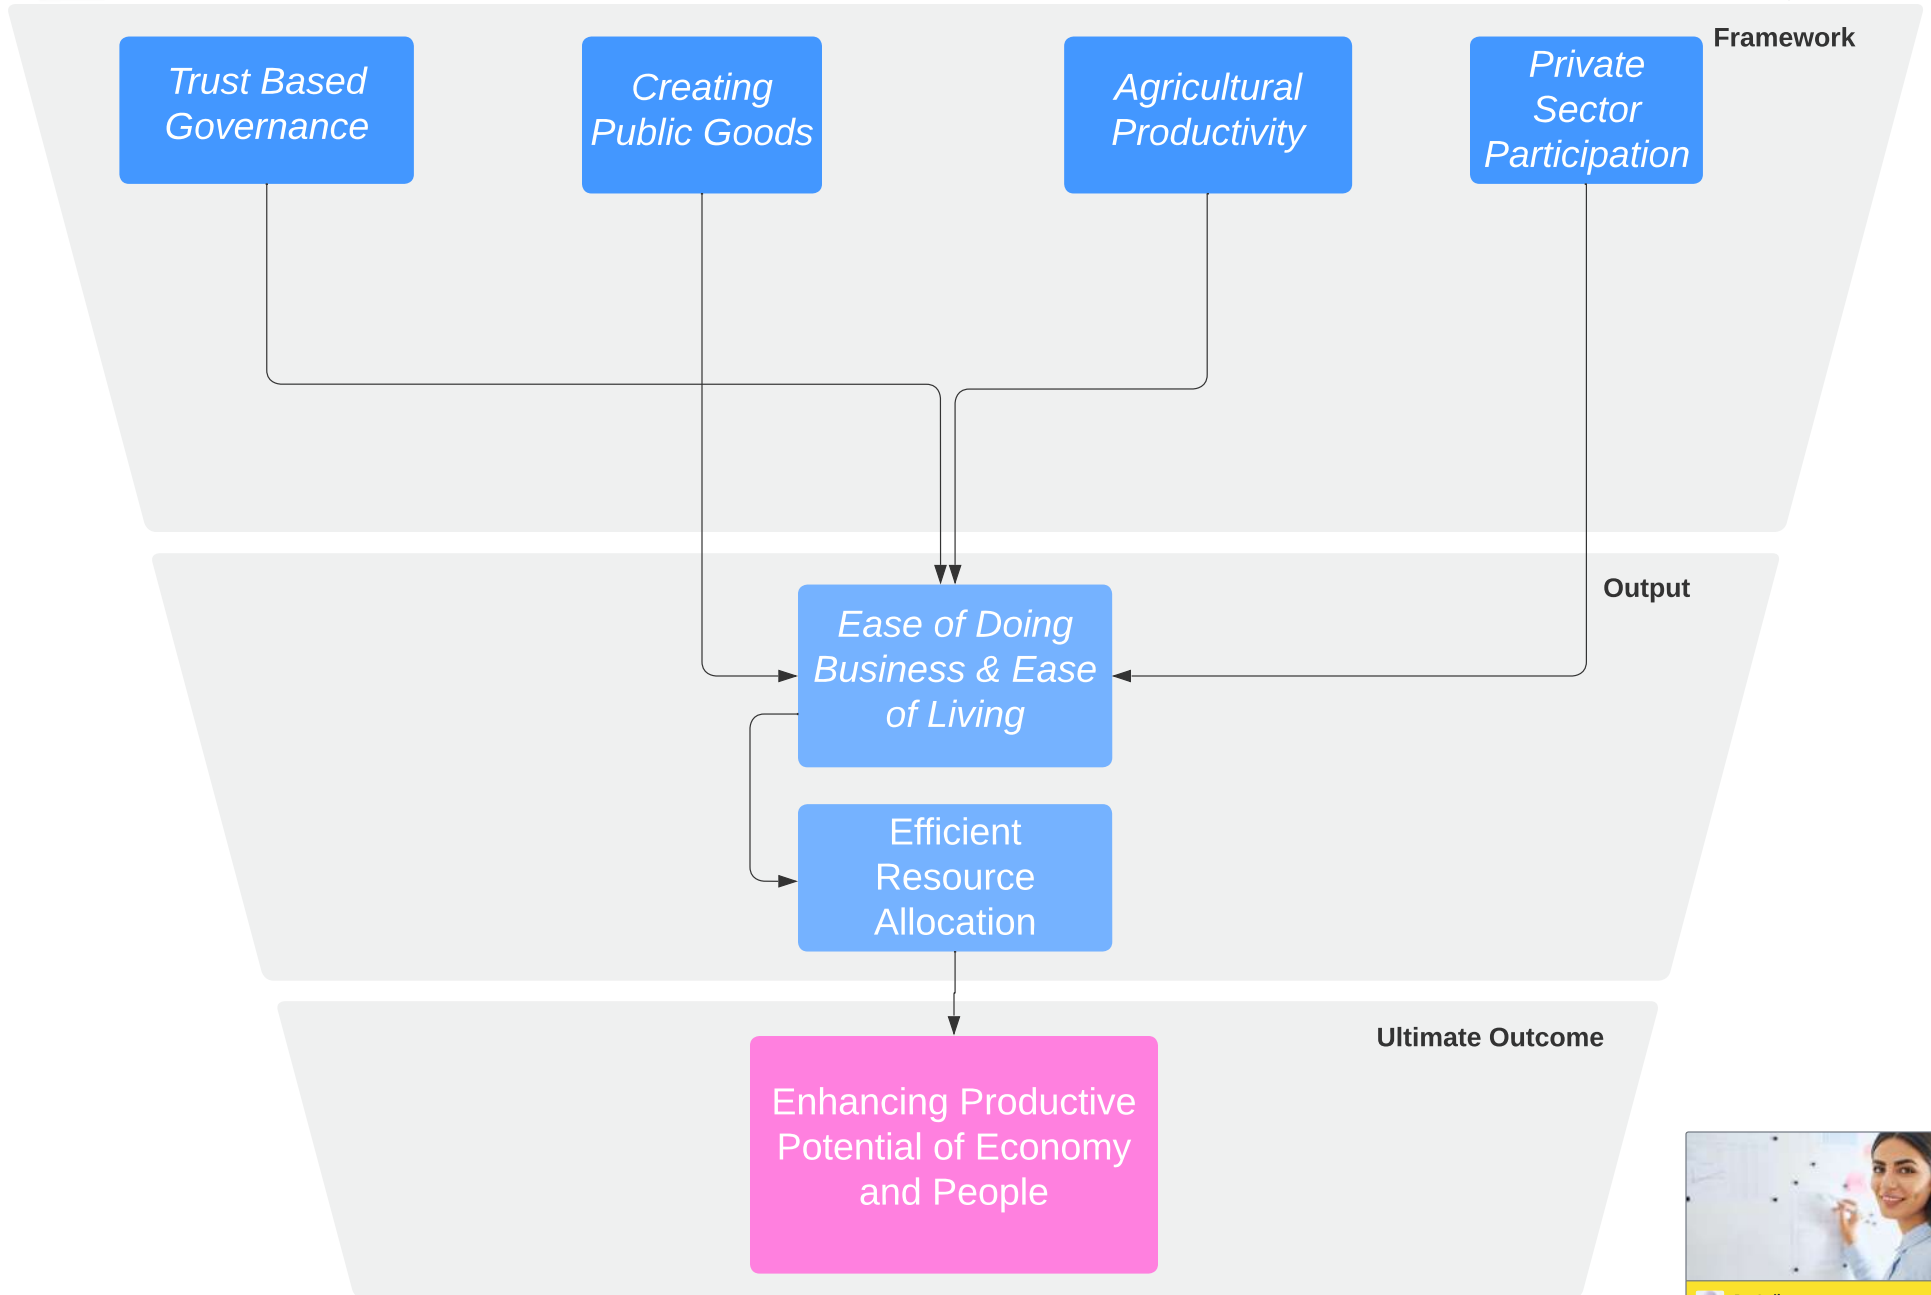 Framework
Trust Based
Governance
Creating
Public Goods
Agricultural
Productivity
Private
Sector
Participation
Output
Ease of Doing
Business & Ease
of Living
Efficient
Resource
Allocation
Ultimate Outcome
Enhancing Productive
Potential of Economy
and People